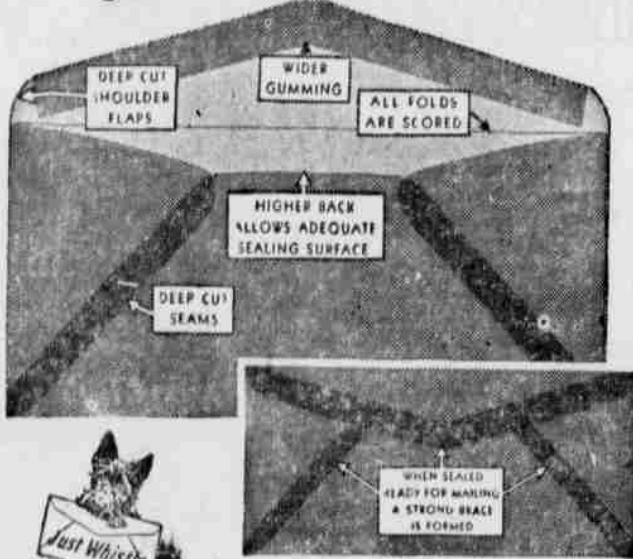 DEEP CUT
SHOULDER
FLAPS
WIDER
GUMMING
ALL FOLDS
ARE SCORED
HIGHER BACK
ALLOWS ADEQUATE
SEALING SURFACE
DEEP CUT
SEAMS
WHEN SEALED
READY FOR MAILING
A STRONG BRACE
IS FORMED
Just